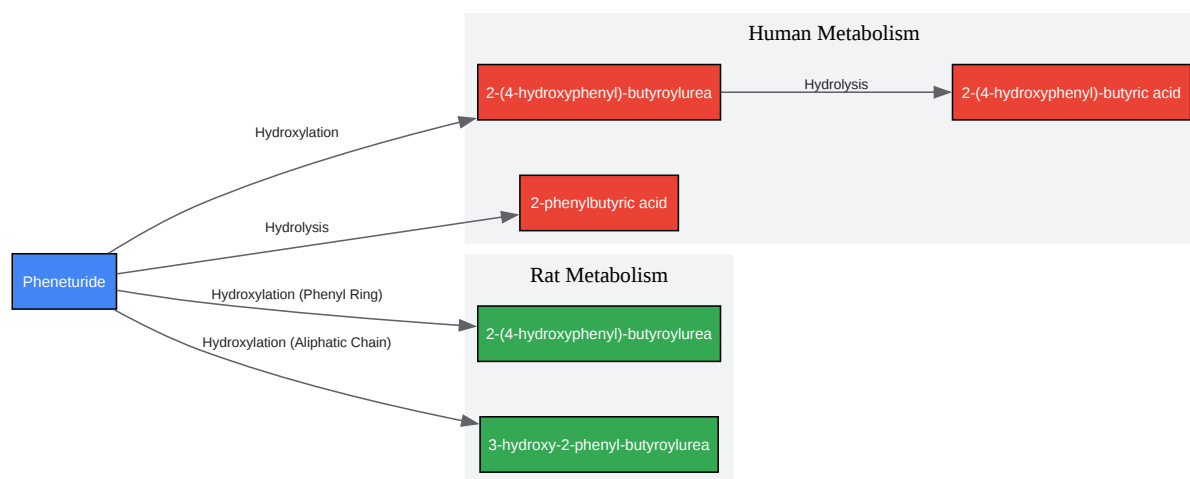 Human Metabolism
2-(4-hydroxyphenyl)-butyroylurea
Hydrolysis
2-(4-hydroxyphenyl)-butyric acid
Hydroxylation
2-phenylbutyric acid
Hydrolysis
Pheneturide
Rat Metabolism
Hydroxylation (Phenyl Ring)
2-(4-hydroxyphenyl)-butyroylurea
Hydroxylation (Aliphatic Chain)
3-hydroxy-2-phenyl-butyroylurea